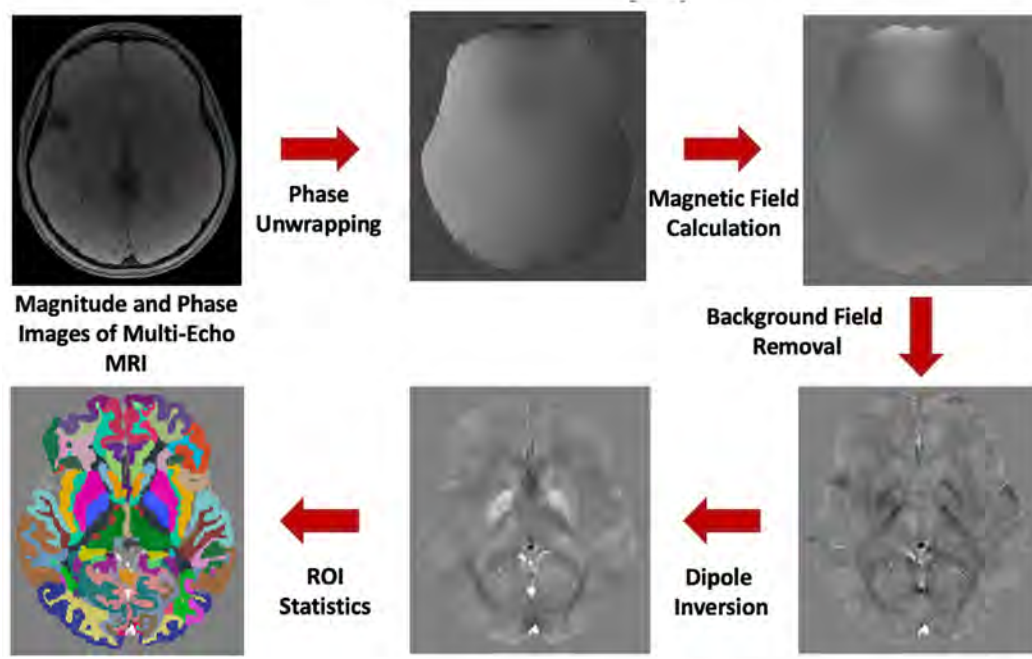 Phase
Unwrapping
Magnetic Field
Calculation
Magnitude and Phase
Images of Multi-Echo
MRI
Background Field
Removal
Dipole
Inversion
ROI
Statistics